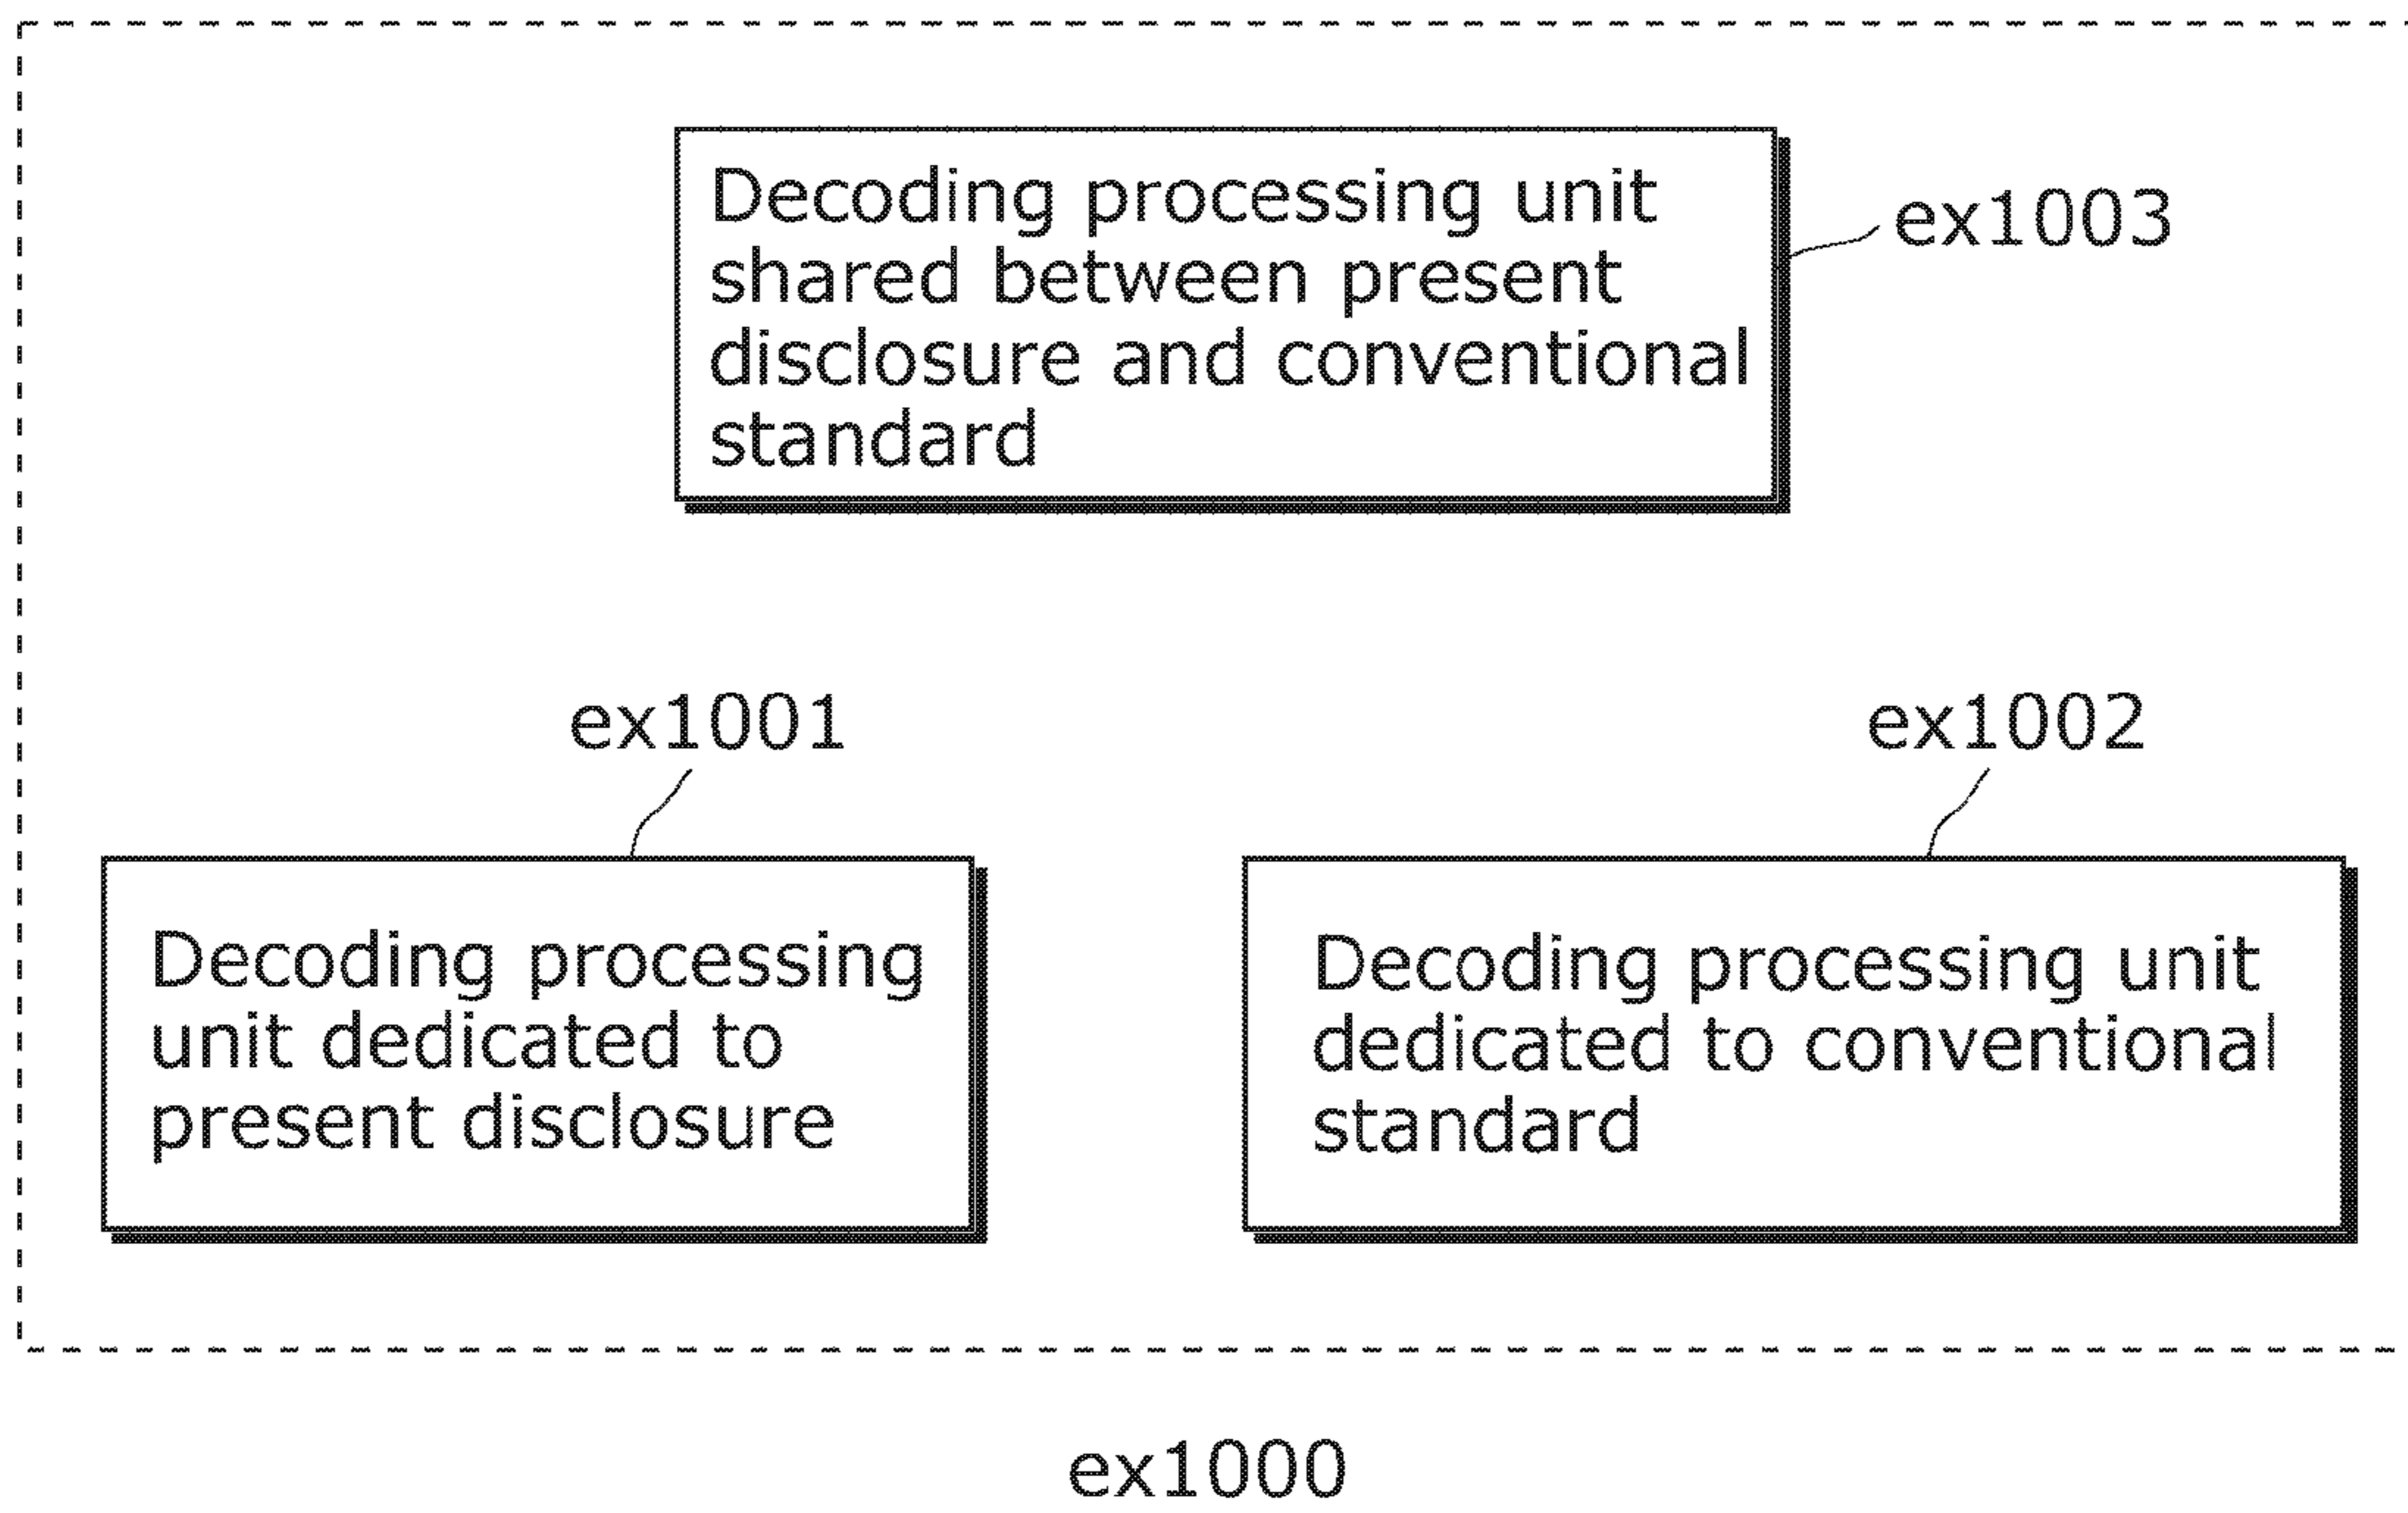 Decoding processing unit
shared between present
disclosure and conventional
standard
ex1003
ex1001
ex1002
Decoding processing
unit dedicated to
present disclosure
Decoding processing unit
dedicated to conventional
standard
ex1000